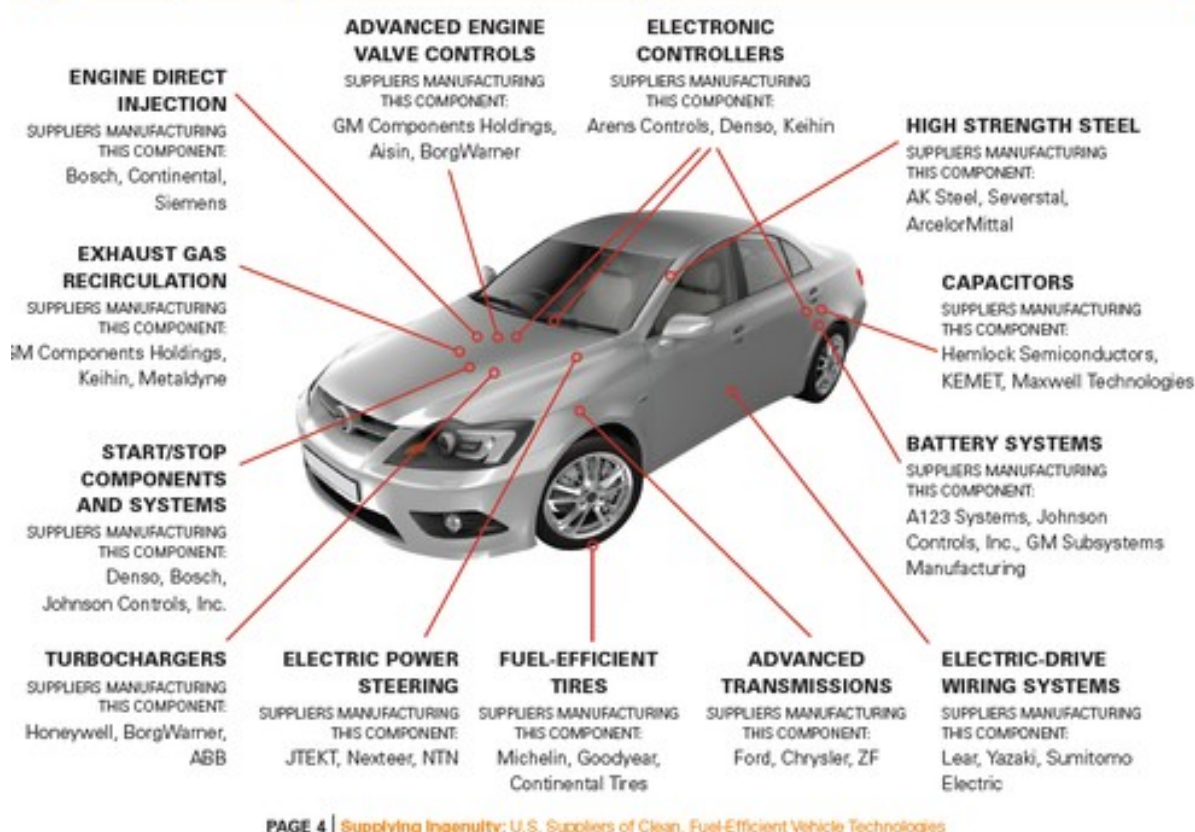 ADVANCED ENGINE
VALVE CONTROLS
SUPPLIERS MANUFACTURING
THIS COMPONENT:
GM Components Holdings,
Aisin, BorgWarner
ELECTRONIC
CONTROLLERS
SUPPLIERS MANUFACTURING
THIS COMPONENT:
Arens Controls, Denso, Keihin
ENGINE DIRECT
INJECTION
SUPPLIERS MANUFACTURING
THIS COMPONENT:
Bosch, Continental,
Siemens
HIGH STRENGTH STEEL
SUPPLIERS MANUFACTURING
THIS COMPONENT:
AK Steel, Severstal,
ArcelorMittal
EXHAUST GAS
RECIRCULATION
SUPPLIERS MANUFACTURING
THIS COMPONENT:
GM Components Holdings,
Keihin, Metaldyne
CAPACITORS
SUPPLIERS MANUFACTURING
THIS COMPONENT:
Hemlock Semiconductors,
KEMET, Maxwell Technologies
START/STOP
COMPONENTS
AND SYSTEMS
SUPPLIERS MANUFACTURING
THIS COMPONENT:
Denso, Bosch,
Johnson Controls, Inc.
BATTERY SYSTEMS
SUPPLIERS MANUFACTURING
THIS COMPONENT:
A123 Systems, Johnson
Controls, Inc., GM Subsystems
Manufacturing
TURBOCHARGERS
SUPPLIERS MANUFACTURING
THIS COMPONENT:
Honeywell, BorgWarner,
ABB
ELECTRIC POWER
STEERING
SUPPLIERS MANUFACTURING
THIS COMPONENT:
JTEKT, Nexteer, NTN
FUEL-EFFICIENT
TIRES
SUPPLIERS MANUFACTURING
THIS COMPONENT:
Michelin, Goodyear,
Continental Tires
ADVANCED
TRANSMISSIONS
SUPPLIERS MANUFACTURING
THIS COMPONENT:
Ford, Chrysler, ZF
ELECTRIC-DRIVE
WIRING SYSTEMS
SUPPLIERS MANUFACTURING
THIS COMPONENT:
Lear, Yazaki, Sumitomo
Electric
PAGE 4 | Supplying Ingenuity: U.S. Suppliers of Clean, Fuel-Efficient Vehicle Technologies